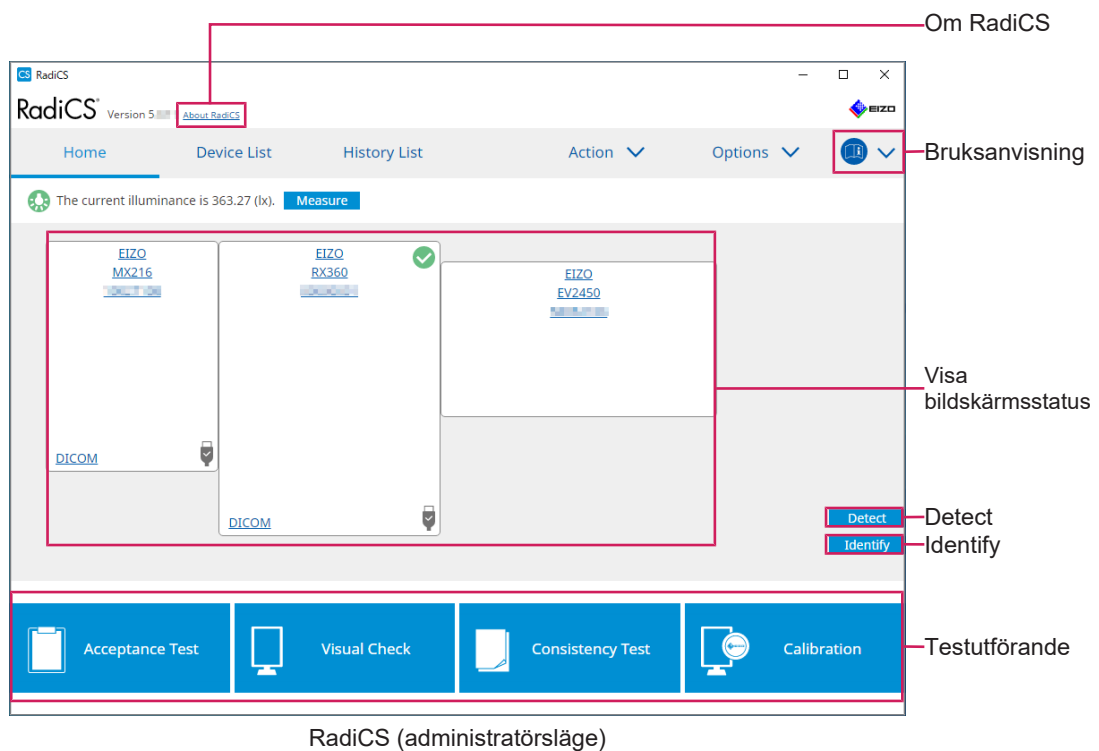 Om RadiCS
CS RadiCS
RadiCS® Version 5. About RadiCS
EIZO
Home Device List History List Action Options
Bruksanvisning
The current illuminance is 363.27 (lx). Measure
EIZO
MX216
DICOM
EIZO
RX360
DICOM
EIZO
EV2450
Visa
bildskärmsstatus
Detect
Detect
Identify
Identify
Acceptance Test Visual Check Consistency Test Calibration
Testutförande
RadiCS (administratörsläge)